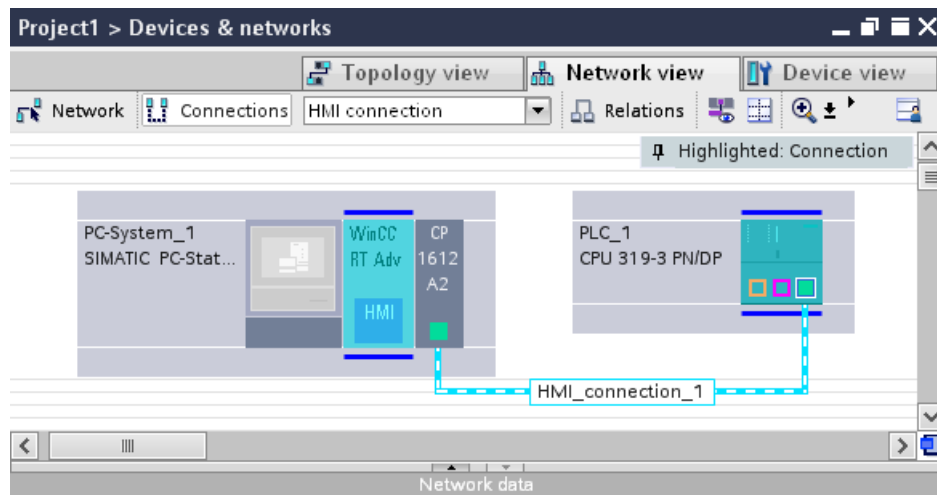 Project1 > Devices & networks
Topology view
Network view
Device view
Network
Connections
HMI connection
Relations
Highlighted: Connection
PC-System_1
SIMATIC PC-Stat...
WinCC
RT Adv
HMI
CP
1612
A2
PLC_1
CPU 319-3 PN/DP
HMI_connection_1
Network data